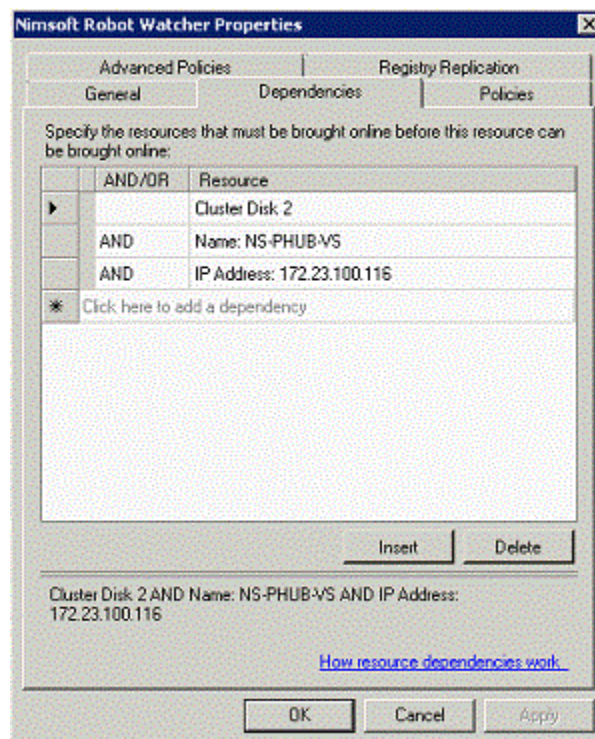 Nimsoft Robot Watcher Properties
Advanced Policies Registry Replication
General Dependencies Policies
Specify the resources that must be brought online before this resource can
be brought online:
AND/OR Resource
Cluster Disk 2
AND Name: NS-PHUB-VS
AND IP Address: 172.23.100.116
Click here to add a dependency
Insert Delete
Cluster Disk 2 AND Name: NS-PHUB-VS AND IP Address:
172.23.100.116
How resource dependencies work
OK Cancel Apply